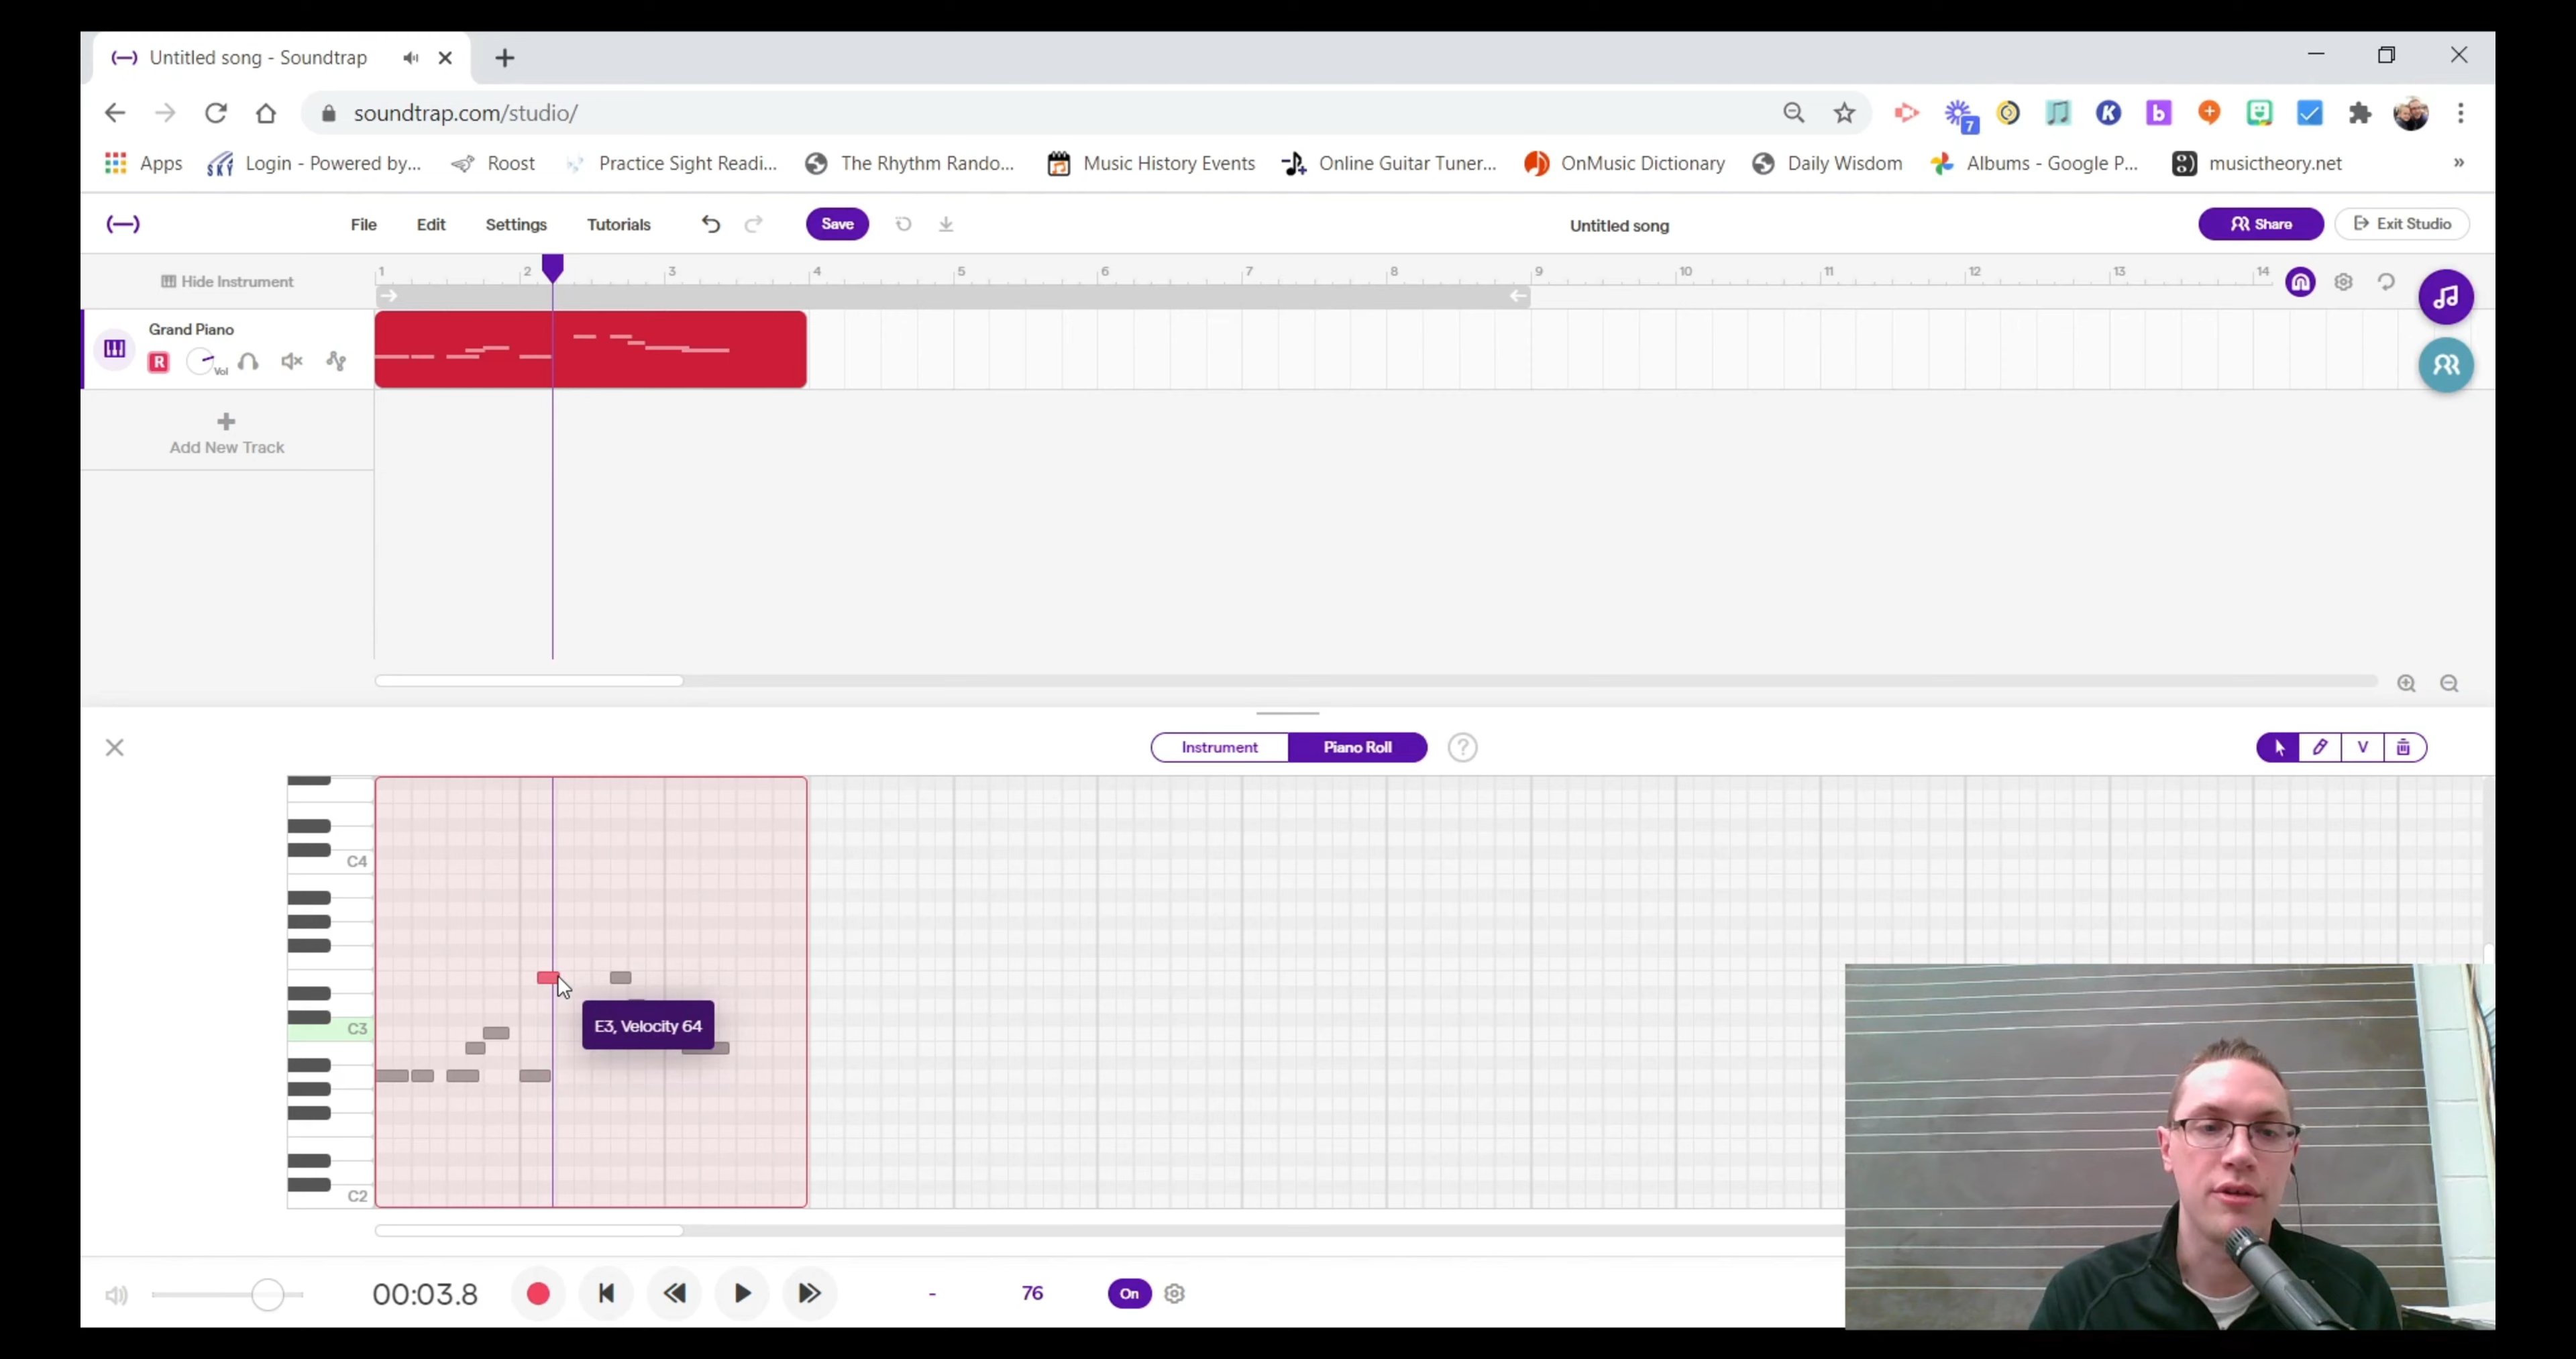 Untitled song - Soundtrap
soundtrap.com/studio/
7
Apps Login - Powered by... Roost Practice Sight Readi... The Rhythm Rando... Music History Events Online Guitar Tuner... OnMusic Dictionary Daily Wisdom Albums - Google P... musictheory.net »
File Edit Settings Tutorials Save Untitled song Share Exit Studio
Hide Instrument 1 2 3 4 5 6 7 8 9 10 11 12 13 14
Grand Piano
R Vol
Add New Track
Instrument Piano Roll ? V
C4
C3
E3, Velocity 64
C2
00:03.8 - 76 On